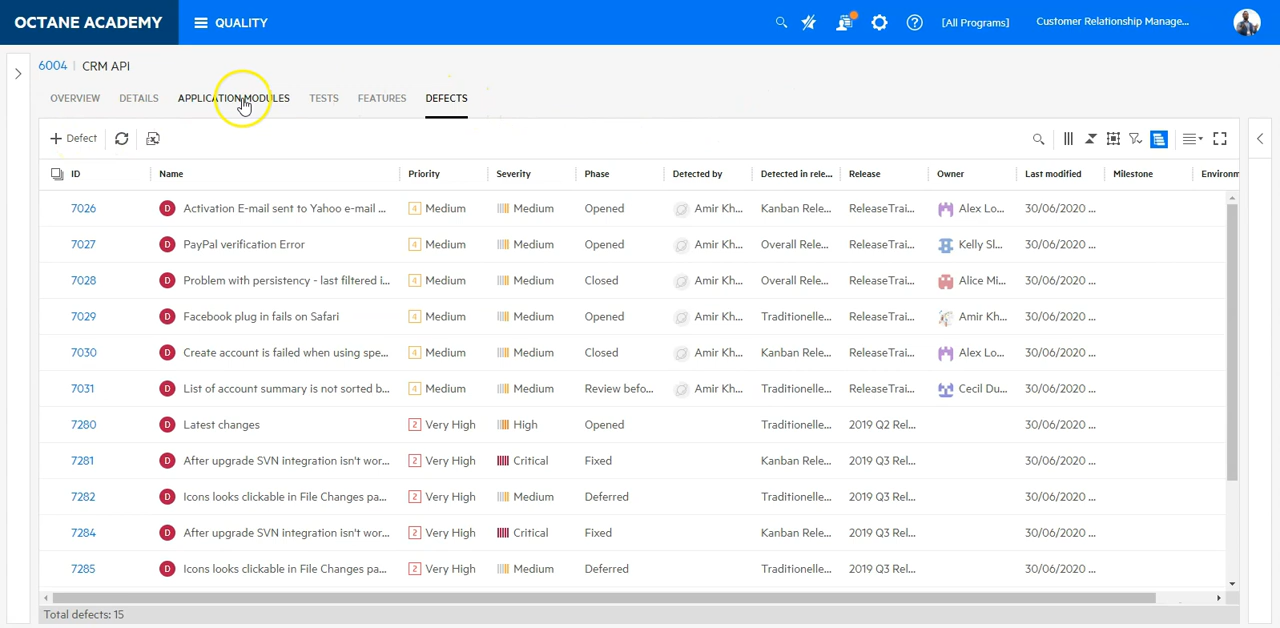 OCTANE ACADEMY QUALITY [All Programs] Customer Relationship Manage...
6004 | CRM API
OVERVIEW DETAILS APPLICATION MODULES TESTS FEATURES DEFECTS
+ Defect
ID Name Priority Severity Phase Detected by Detected in rele... Release Owner Last modified Milestone Environm
7026 D Activation E-mail sent to Yahoo e-mail ... 4 Medium Medium Opened Amir Kh... Kanban Rele... ReleaseTrai... Alex Lo... 30/06/2020 ...
7027 D PayPal verification Error 4 Medium Medium Opened Amir Kh... Overall Rele... ReleaseTrai... Kelly Sl... 30/06/2020 ...
7028 D Problem with persistency - last filtered i... 4 Medium Medium Closed Amir Kh... Overall Rele... ReleaseTrai... Alice Mi... 30/06/2020 ...
7029 D Facebook plug in fails on Safari 4 Medium Medium Opened Amir Kh... Traditionelle... ReleaseTrai... Amir Kh... 30/06/2020 ...
7030 D Create account is failed when using spe... 4 Medium Medium Closed Amir Kh... Kanban Rele... ReleaseTrai... Alex Lo... 30/06/2020 ...
7031 D List of account summary is not sorted b... 4 Medium Medium Review befo... Amir Kh... Traditionelle... ReleaseTrai... Cecil Du... 30/06/2020 ...
7280 D Latest changes 2 Very High High Opened Traditionelle... 2019 Q2 Rel... 30/06/2020 ...
7281 D After upgrade SVN integration isn't wor... 2 Very High Critical Fixed Kanban Rele... 2019 Q3 Rel... 30/06/2020 ...
7282 D Icons looks clickable in File Changes pa... 2 Very High Medium Deferred Traditionelle... 2019 Q3 Rel... 30/06/2020 ...
7284 D After upgrade SVN integration isn't wor... 2 Very High Critical Fixed Traditionelle... 2019 Q3 Rel... 30/06/2020 ...
7285 D Icons looks clickable in File Changes pa... 2 Very High Medium Deferred Traditionelle... 2019 Q3 Rel... 30/06/2020 ...
Total defects: 15